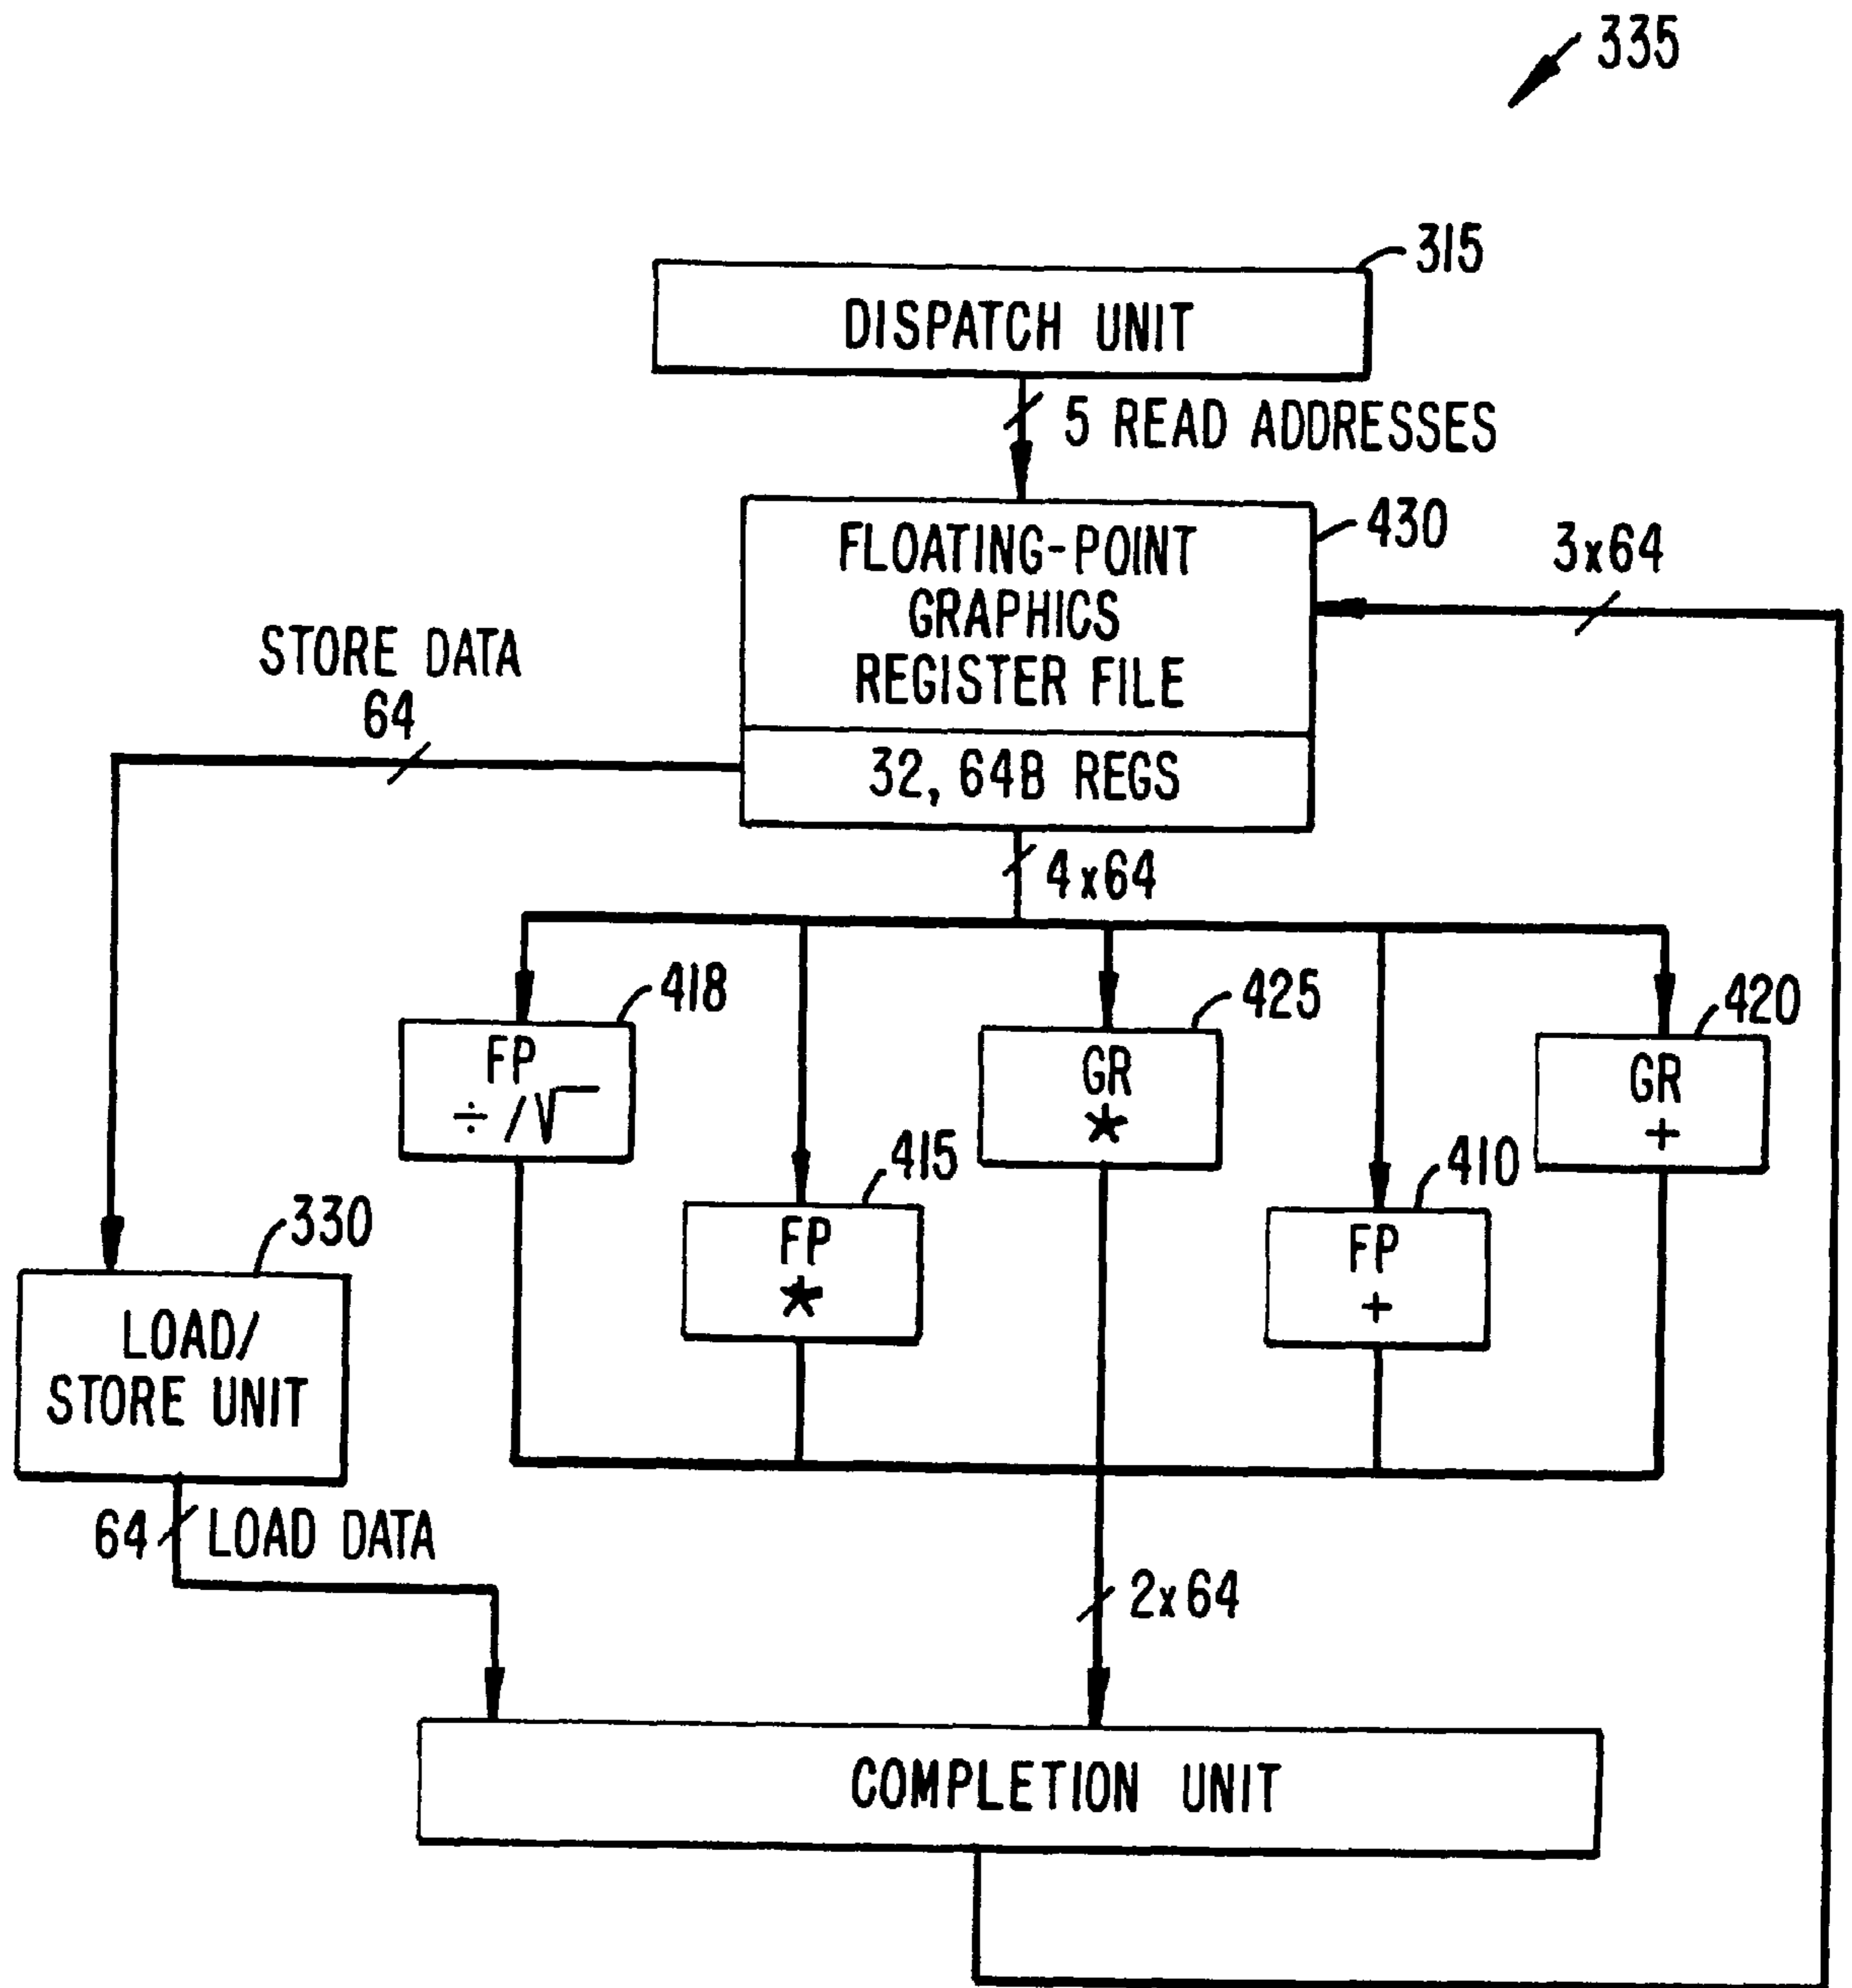 335
315
DISPATCH UNIT
5 READ ADDRESSES
430
FLOATING-POINT
GRAPHICS
REGISTER FILE
3x64
STORE DATA
64
32, 64B REGS
4x64
418
425
420
FP
÷/√
GR
*
GR
+
415
410
FP
*
FP
+
330
LOAD/
STORE UNIT
64 LOAD DATA
2x64
COMPLETION UNIT